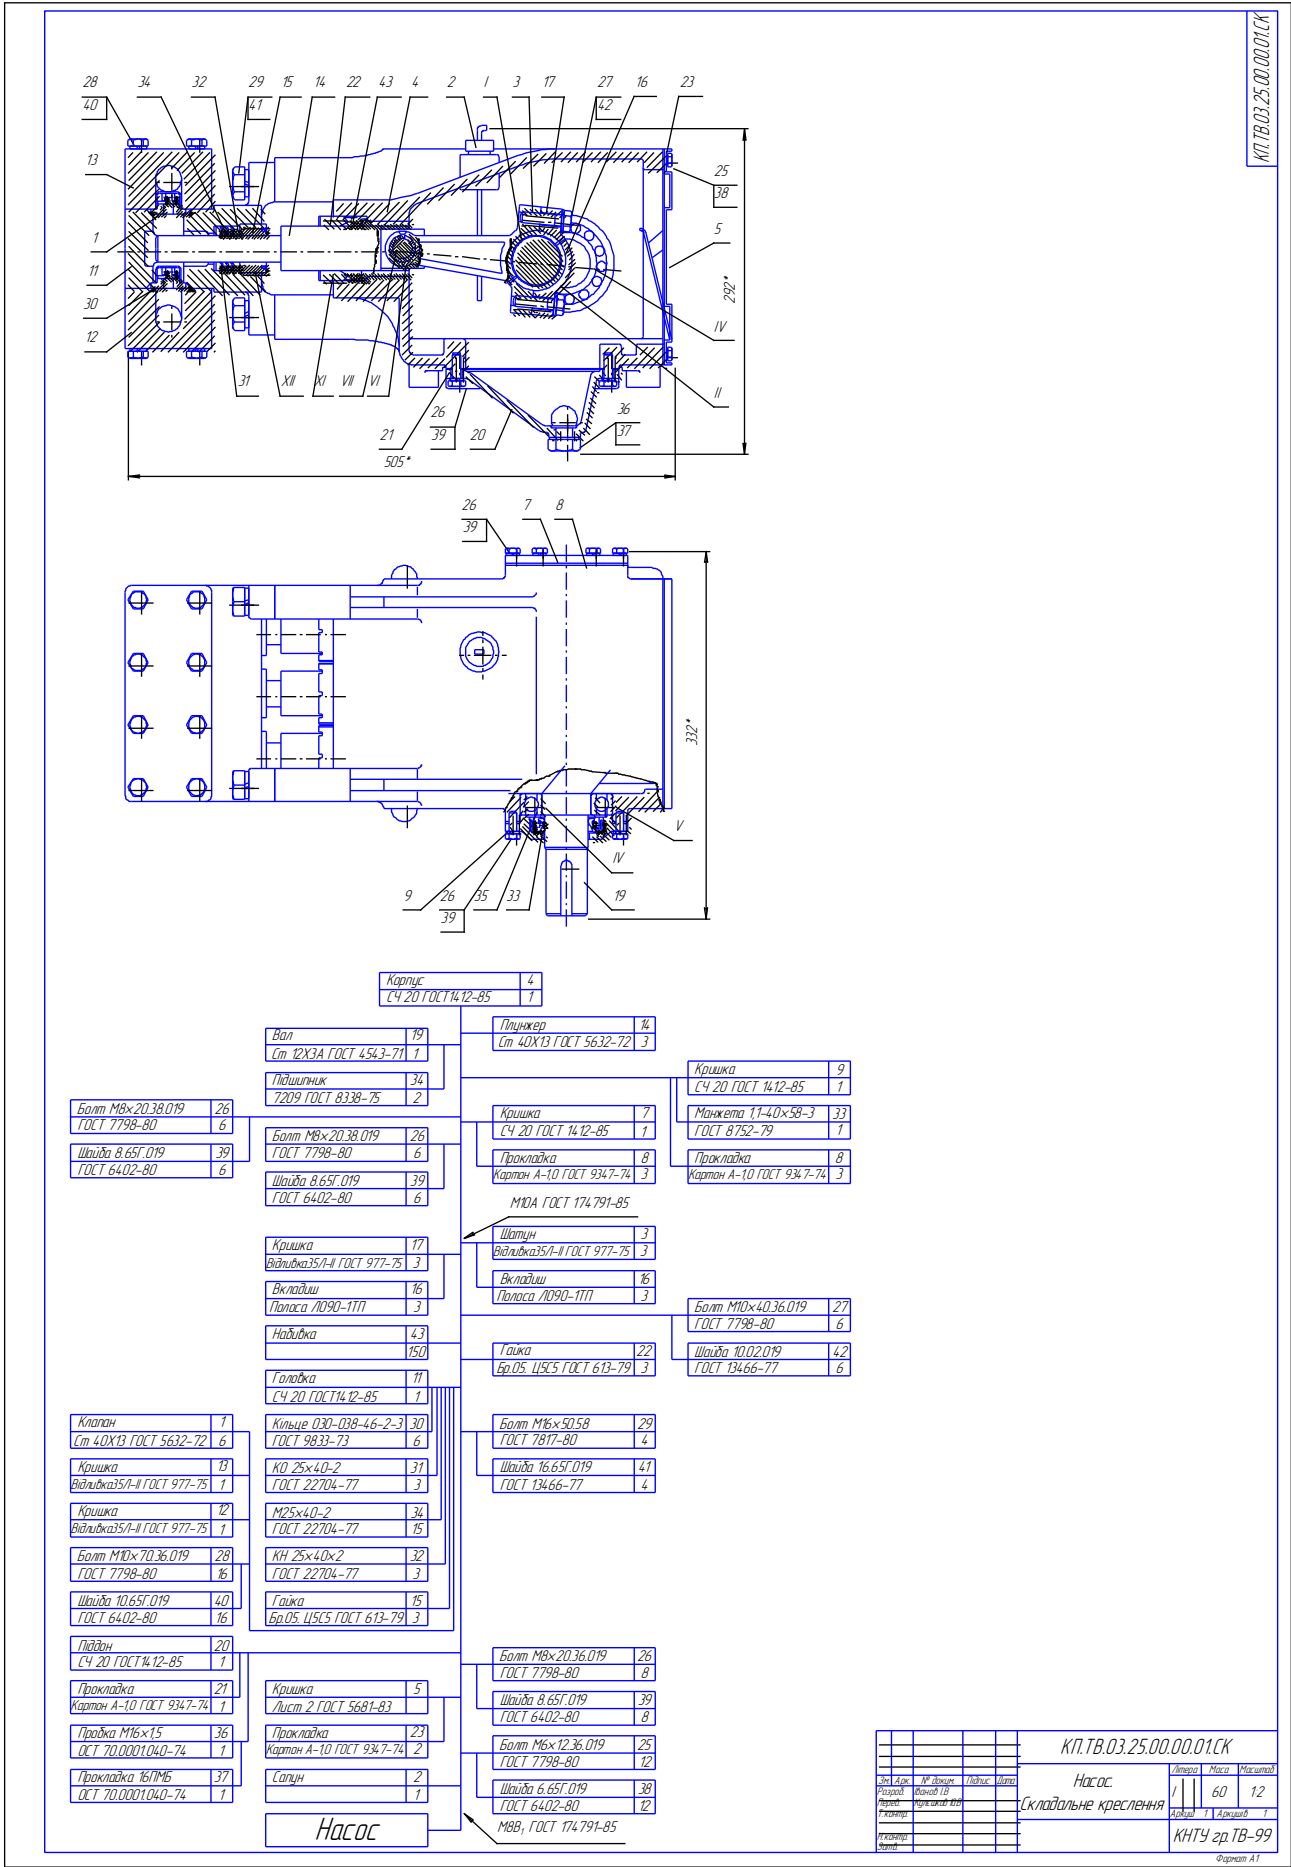 КП.ТВ.03.25.00.00.01.СК
28 34 32 29 15 14 22 43 4 2 I 3 17 27 16 23
40 41 42
13
25
38
1
5
11
292*
30
IV
12
31 XII XI VII VI
II
26 36
21 39 20 37
505*
26 7 8
39
332*
V
IV
9 26 35 33 19
39
Корпус 4
СЧ 20 ГОСТ1412-85 1
Плунжер 14
Ст 40Х13 ГОСТ 5632-72 3
Вал 19
Ст 12Х3А ГОСТ 4543-71 1
Підшипник 34
7209 ГОСТ 8338-75 2
Кришка 9
СЧ 20 ГОСТ 1412-85 1
Болт М8×20.38.019 26
ГОСТ 7798-80 6
Кришка 7
СЧ 20 ГОСТ 1412-85 1
Манжета 1,1-40×58-3 33
ГОСТ 8752-79 1
Болт М8×20.38.019 26
ГОСТ 7798-80 6
Шайба 8.65Г.019 39
ГОСТ 6402-80 6
Прокладка 8
Картон А-1,0 ГОСТ 9347-74 3
Прокладка 8
Картон А-1,0 ГОСТ 9347-74 3
Шайба 8.65Г.019 39
ГОСТ 6402-80 6
М10А ГОСТ 174791-85
Шатун 3
Відливка35Л-II ГОСТ 977-75 3
Кришка 17
Відливка35Л-II ГОСТ 977-75 3
Вкладиш 16
Полоса ЛО90-1ТП 3
Вкладиш 16
Полоса ЛО90-1ТП 3
Болт М10×40.36.019 27
ГОСТ 7798-80 6
Набивка 43
150
Гайка 22
Бр.05. Ц5С5 ГОСТ 613-79 3
Шайба 10.02.019 42
ГОСТ 13466-77 6
Головка 11
СЧ 20 ГОСТ1412-85 1
Клапан 1
Ст 40Х13 ГОСТ 5632-72 6
Кільце 030-038-46-2-3 30
ГОСТ 9833-73 6
Болт М16×50.58 29
ГОСТ 7817-80 4
Кришка 13
Відливка35Л-II ГОСТ 977-75 1
КО 25×40-2 31
ГОСТ 22704-77 3
Шайба 16.65Г.019 41
ГОСТ 13466-77 4
Кришка 12
Відливка35Л-II ГОСТ 977-75 1
М25×40-2 34
ГОСТ 22704-77 15
Болт М10×70.36.019 28
ГОСТ 7798-80 16
КН 25×40×2 32
ГОСТ 22704-77 3
Шайба 10.65Г.019 40
ГОСТ 6402-80 16
Гайка 15
Бр.05. Ц5С5 ГОСТ 613-79 3
Піддон 20
СЧ 20 ГОСТ1412-85 1
Болт М8×20.36.019 26
ГОСТ 7798-80 8
Прокладка 21
Картон А-1,0 ГОСТ 9347-74 1
Кришка 5
Лист 2 ГОСТ 5681-83
Шайба 8.65Г.019 39
ГОСТ 6402-80 8
Пробка М16×1,5 36
ОСТ 70.0001.040-74 1
Прокладка 23
Картон А-1,0 ГОСТ 9347-74 2
Болт М6×12.36.019 25
ГОСТ 7798-80 12
Прокладка 16ПМБ 37
ОСТ 70.0001.040-74 1
Сапун 2
1
Шайба 6.65Г.019 38
ГОСТ 6402-80 12
Насос
М8В₁ ГОСТ 174791-85
КП.ТВ.03.25.00.00.01.СК
Насос.
Складальне креслення
Літера Маса Масштаб
І 60 1:2
Аркуш 1 Аркушів 1
Зм. Арк. № докум. Підпис Дата
Розроб. Іванов І.В
Перев.
Т.контр.
Н.контр.
Затв.
КНТУ гр.ТВ-99
Формат А1